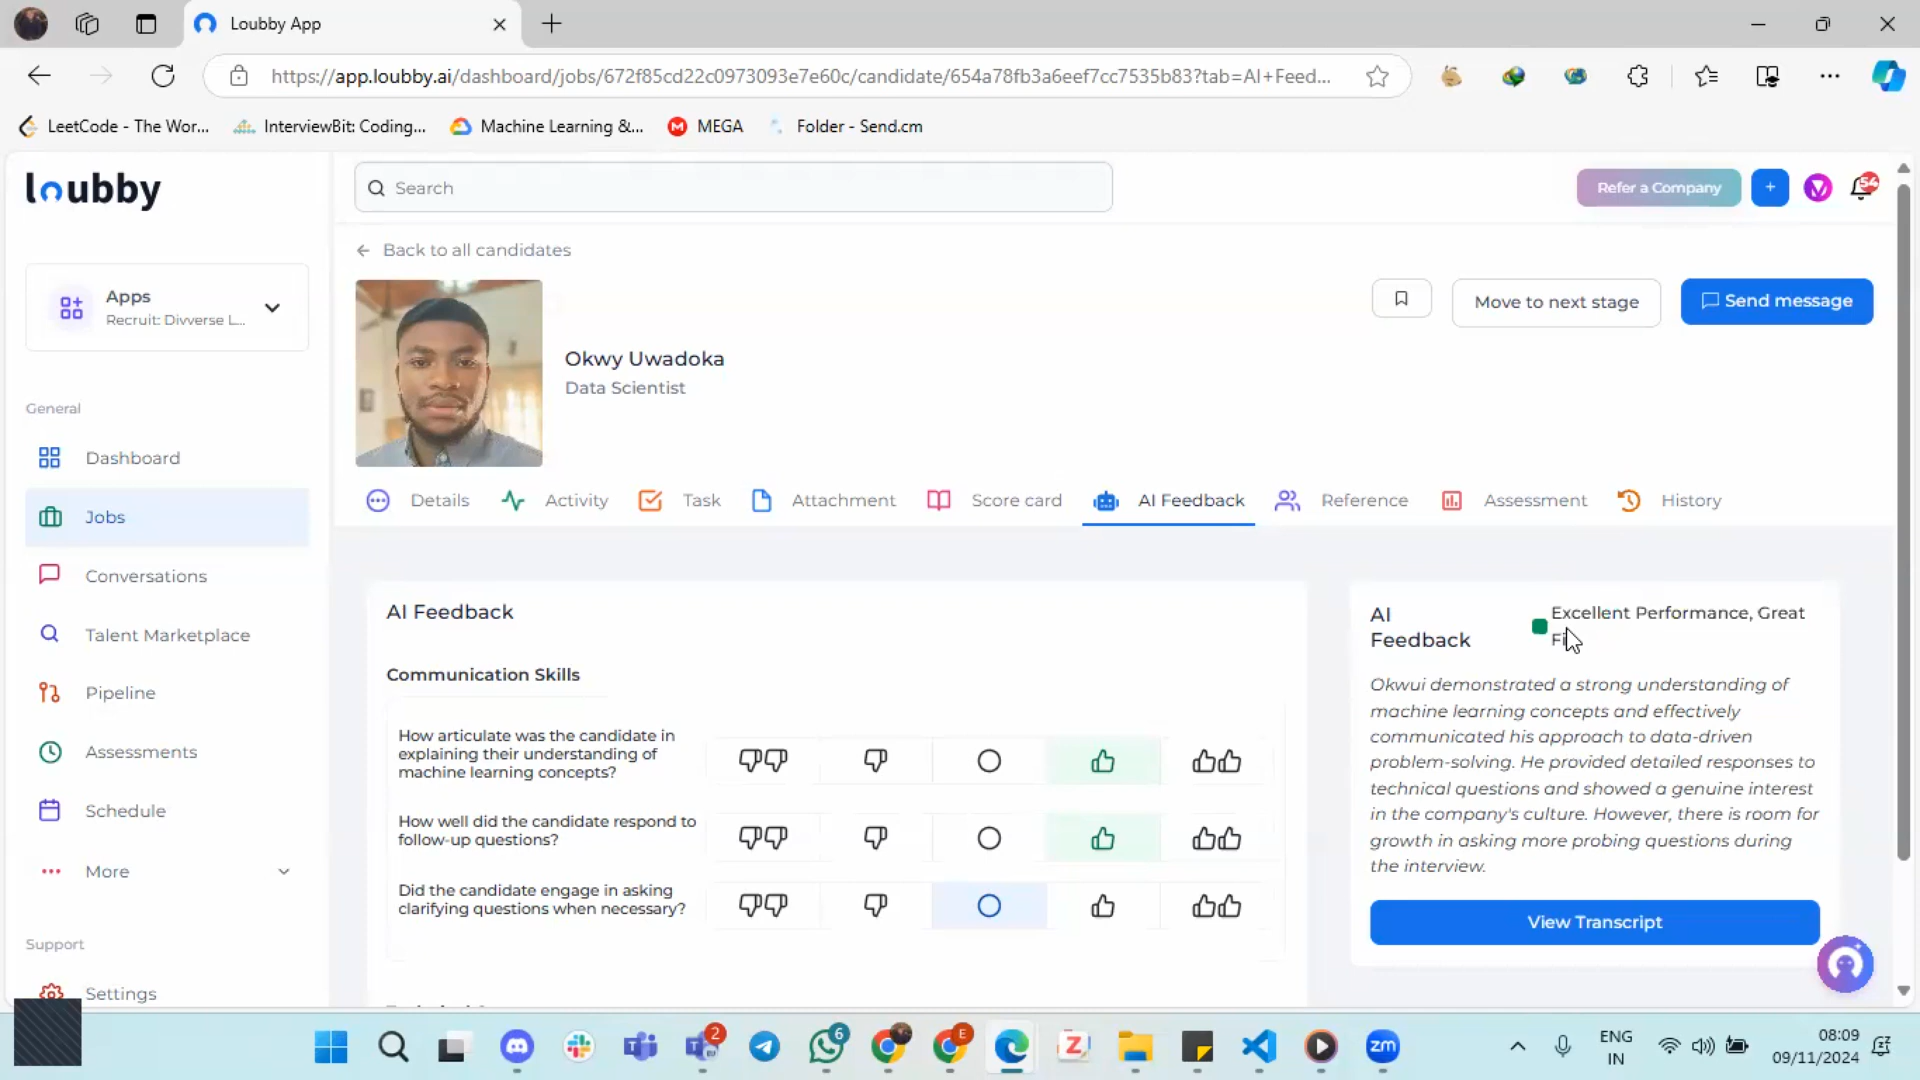 Loubby App
https://app.loubby.ai/dashboard/jobs/672f85cd22c0973093e7e60c/candidate/654a78fb3a6eef7cc7535b83?tab=AI+Feed...
LeetCode - The Wor...
InterviewBit: Coding...
Machine Learning &...
MEGA
Folder - Send.cm
loubby
Search
Refer a Company
+
54
Apps
Recruit: Divverse L...
General
Dashboard
Jobs
Conversations
Talent Marketplace
Pipeline
Assessments
Schedule
More
Support
Settings
Back to all candidates
Okwy Uwadoka
Data Scientist
Move to next stage
Send message
Details
Activity
Task
Attachment
Score card
AI Feedback
Reference
Assessment
History
AI Feedback
Communication Skills
How articulate was the candidate in
explaining their understanding of
machine learning concepts?
How well did the candidate respond to
follow-up questions?
Did the candidate engage in asking
clarifying questions when necessary?
AI
Feedback
Excellent Performance, Great
Okwui demonstrated a strong understanding of
machine learning concepts and effectively
communicated his approach to data-driven
problem-solving. He provided detailed responses to
technical questions and showed a genuine interest
in the company's culture. However, there is room for
growth in asking more probing questions during
the interview.
View Transcript
2
6
E
Z
zm
ENG
IN
08:09
09/11/2024